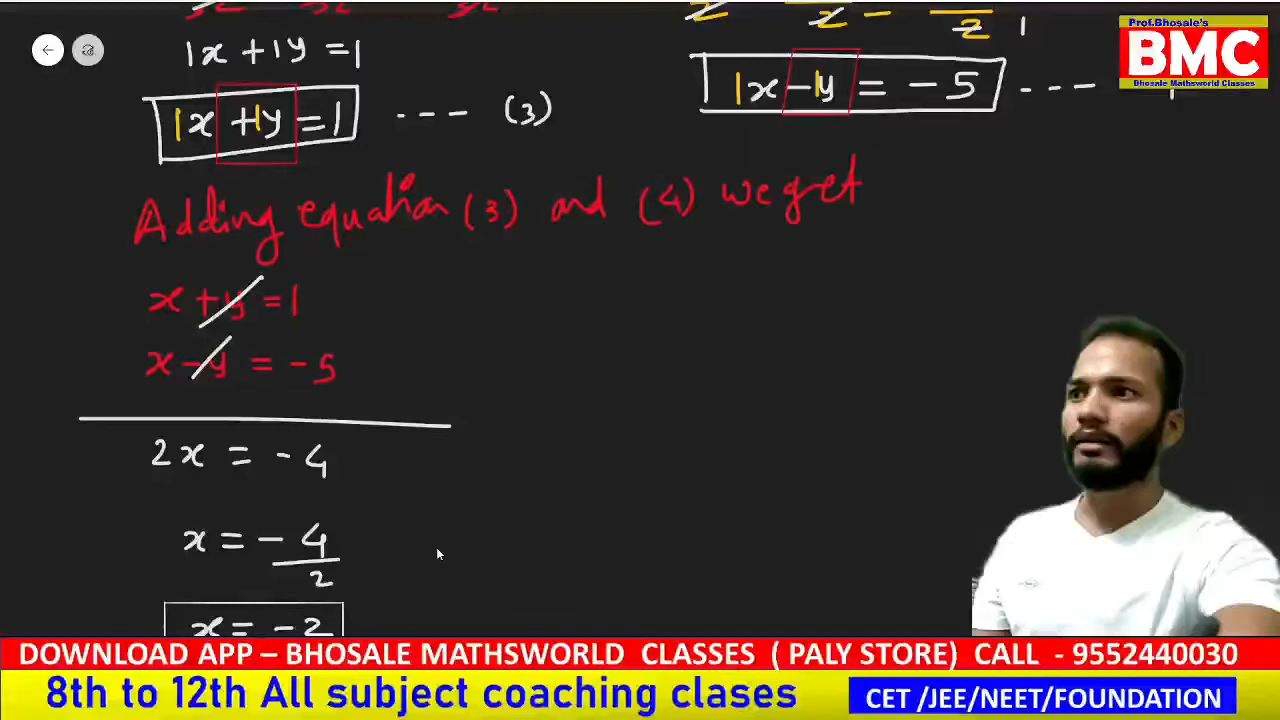 1x + 1y = 1
1x + 1y = 1 ---- (3)
1x - 1y = - 5 ----
Prof.Bhosale's
BMC
Bhosale Mathsworld Classes
Adding equation (3) and (4) we get
x + y = 1
x - y = - 5
2x = - 4
x = - 4
2
x = - 2
DOWNLOAD APP – BHOSALE MATHSWORLD CLASSES ( PALY STORE) CALL - 9552440030
8th to 12th All subject coaching clases
CET /JEE/NEET/FOUNDATION